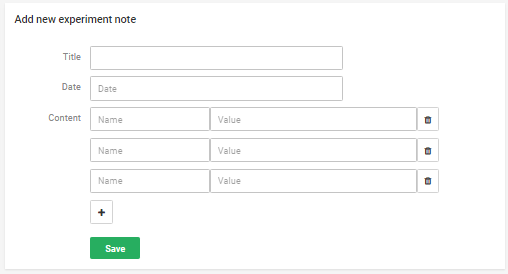 Add new experiment note
Title
Date Date
Content Name Value
Name Value
Name Value
+
Save